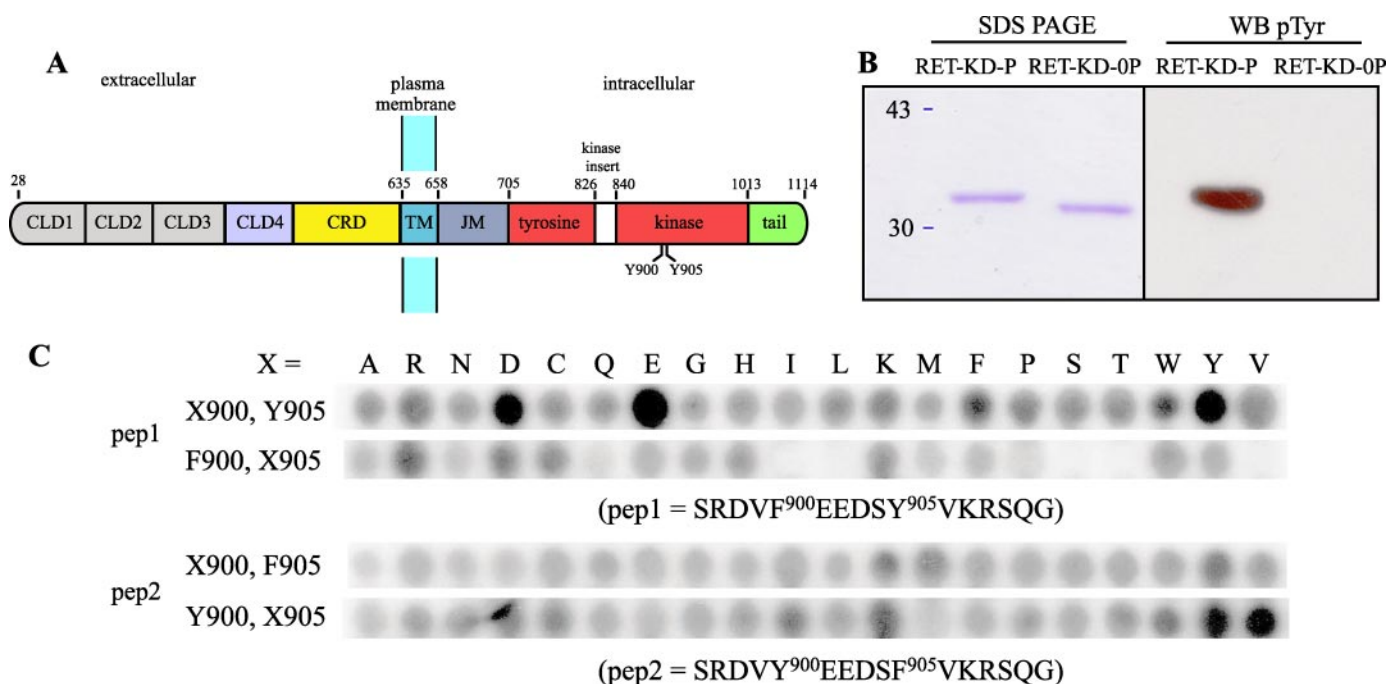 A
extracellular
plasma
membrane
intracellular
kinase
insert
28
635
658
705
826
840
1013
1114
CLD1
CLD2
CLD3
CLD4
CRD
TM
JM
tyrosine
kinase
tail
Y900
Y905
B
SDS PAGE
WB pTyr
RET-KD-P RET-KD-0P RET-KD-P RET-KD-0P
43
30
C
X = A R N D C Q E G H I L K M F P S T W Y V
pep1
X900, Y905
F900, X905
(pep1 = SRDVF⁹⁰⁰EEDSY⁹⁰⁵VKRSQG)
pep2
X900, F905
Y900, X905
(pep2 = SRDVY⁹⁰⁰EEDSF⁹⁰⁵VKRSQG)